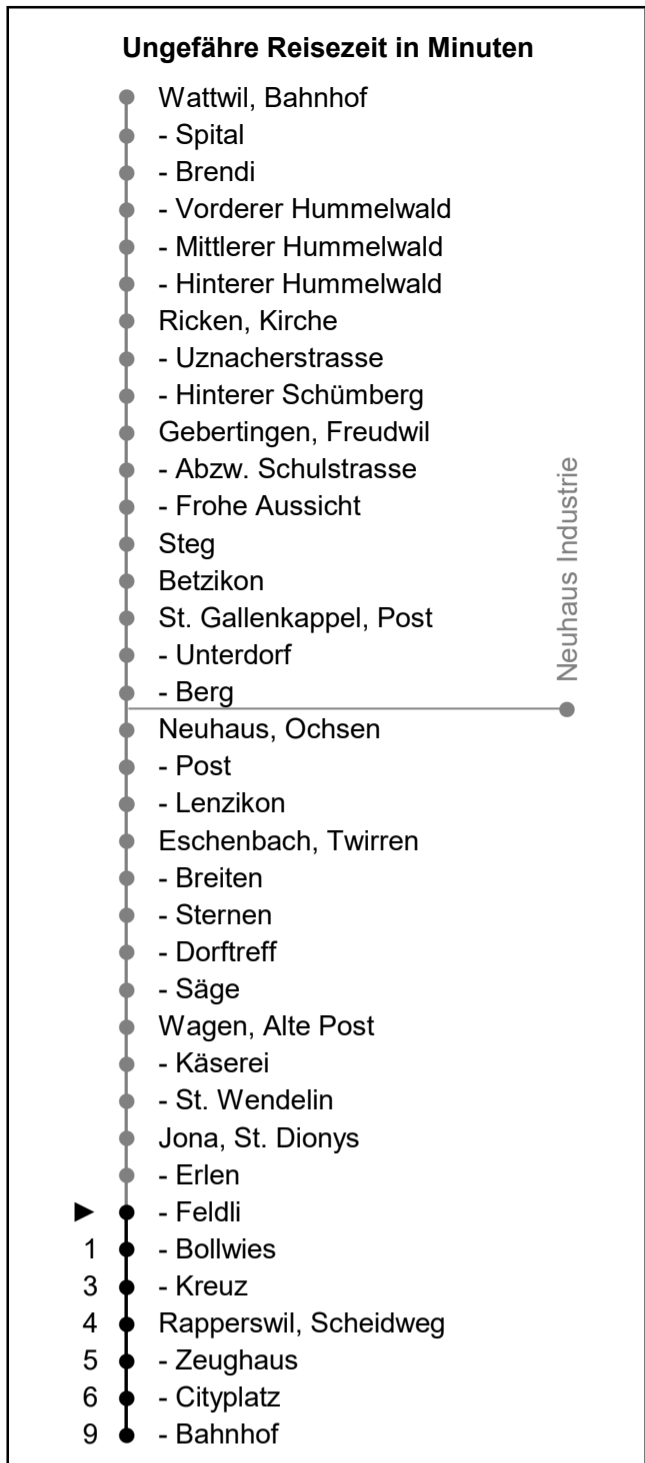 Ungefähre Reisezeit in Minuten
Wattwil, Bahnhof
- Spital
- Brendi
- Vorderer Hummelwald
- Mittlerer Hummelwald
- Hinterer Hummelwald
Ricken, Kirche
- Uznacherstrasse
- Hinterer Schümberg
Gebertingen, Freudwil
- Abzw. Schulstrasse
- Frohe Aussicht
Steg
Betzikon
St. Gallenkappel, Post
- Unterdorf
- Berg
Neuhaus Industrie
Neuhaus, Ochsen
- Post
- Lenzikon
Eschenbach, Twirren
- Breiten
- Sternen
- Dorftreff
- Säge
Wagen, Alte Post
- Käserei
- St. Wendelin
Jona, St. Dionys
- Erlen
► - Feldli
1 - Bollwies
3 - Kreuz
4 Rapperswil, Scheidweg
5 - Zeughaus
6 - Cityplatz
9 - Bahnhof